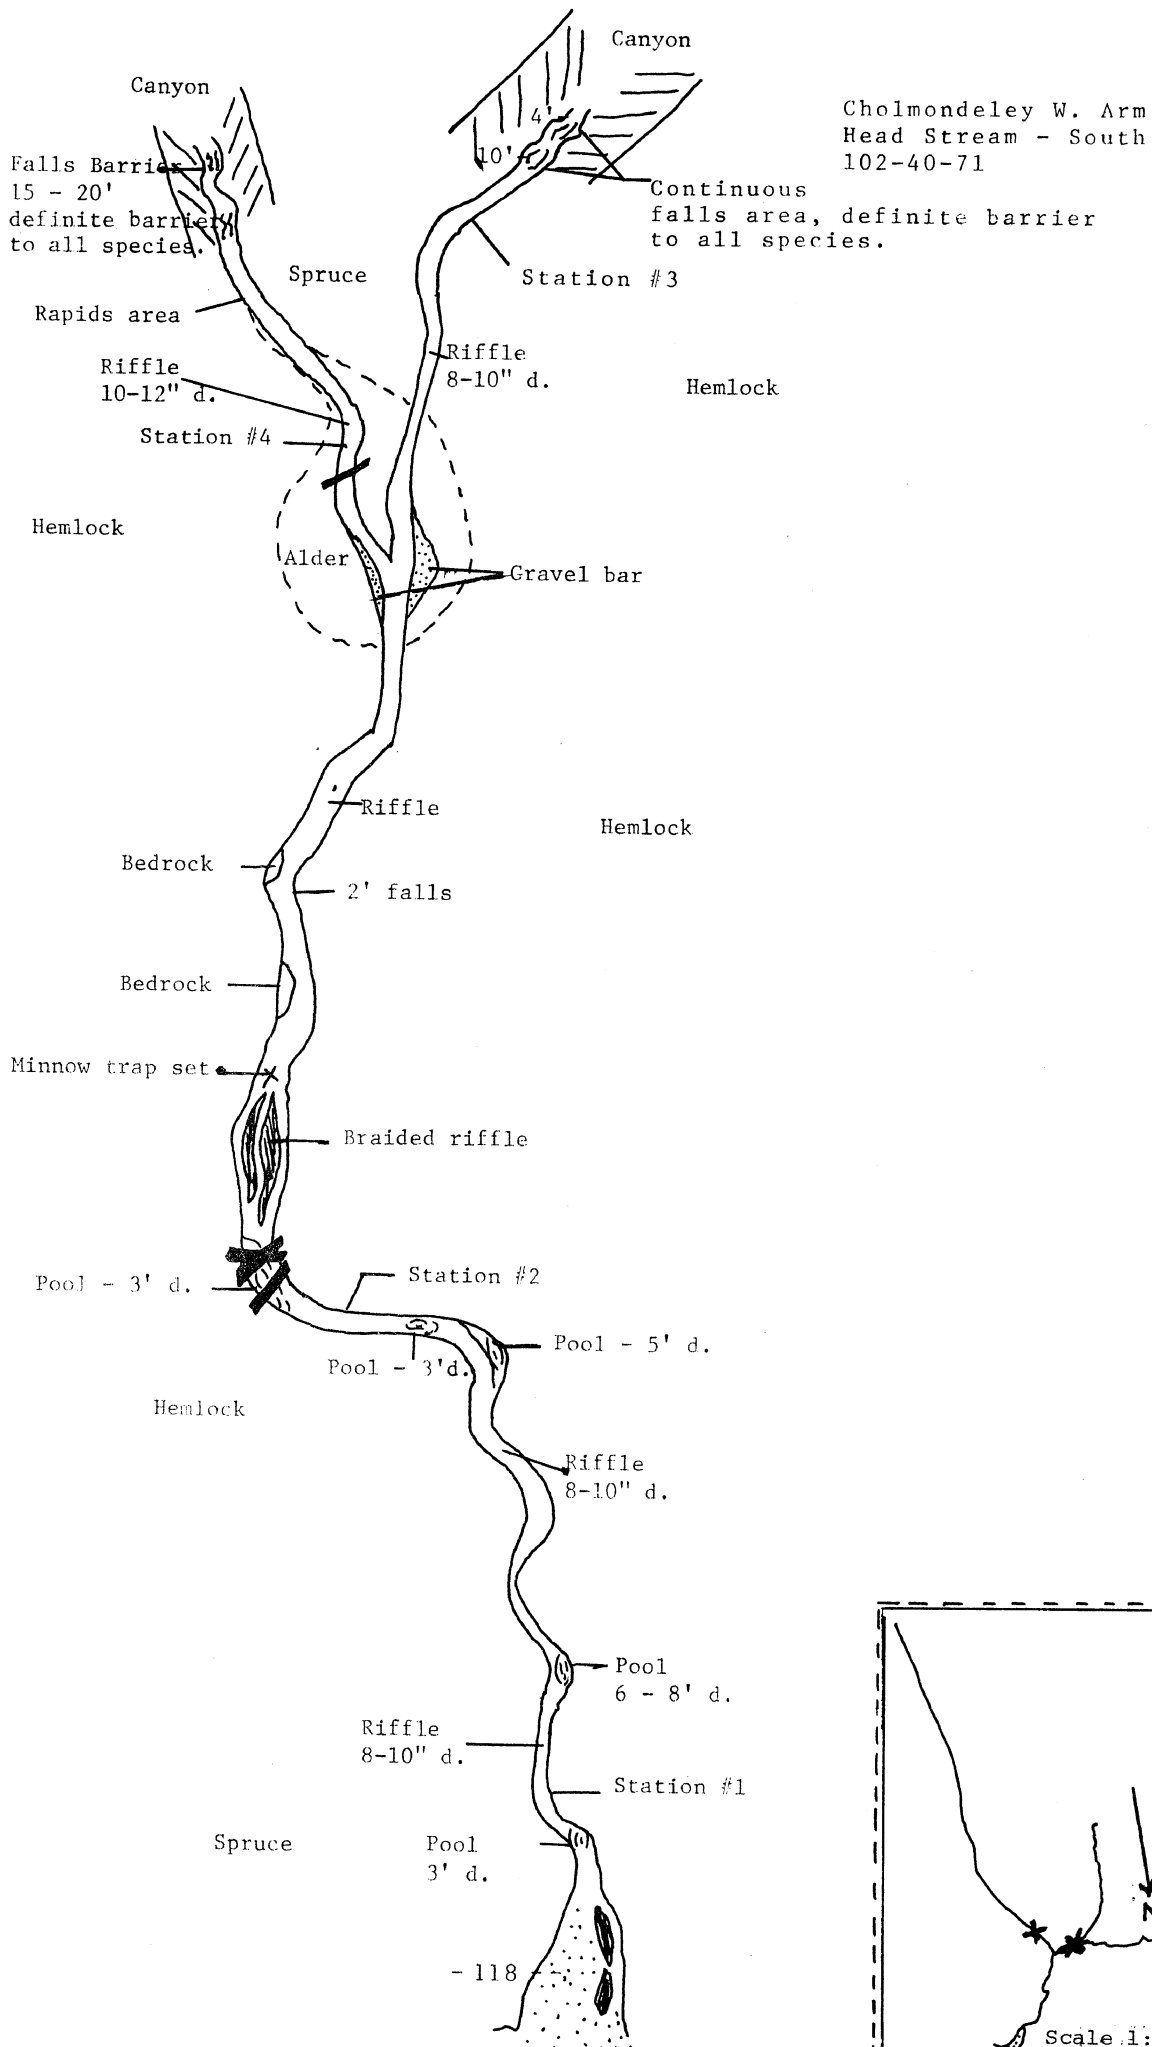 Canyon
Canyon
Cholmondeley W. Arm
Head Stream - South
102-40-71
4'
10'
Falls Barrier
15 - 20'
definite barrier
to all species.
Continuous
falls area, definite barrier
to all species.
Spruce
Station #3
Rapids area
Riffle
8-10" d.
Riffle
10-12" d.
Hemlock
Station #4
Hemlock
Alder
Gravel bar
Riffle
Hemlock
Bedrock
2' falls
Bedrock
Minnow trap set
Braided riffle
Station #2
Pool - 3' d.
Pool - 5' d.
Pool - 3'd.
Hemlock
Riffle
8-10" d.
Pool
6 - 8' d.
Riffle
8-10" d.
Station #1
Spruce
Pool
3' d.
N
- 118 -
Scale 1: